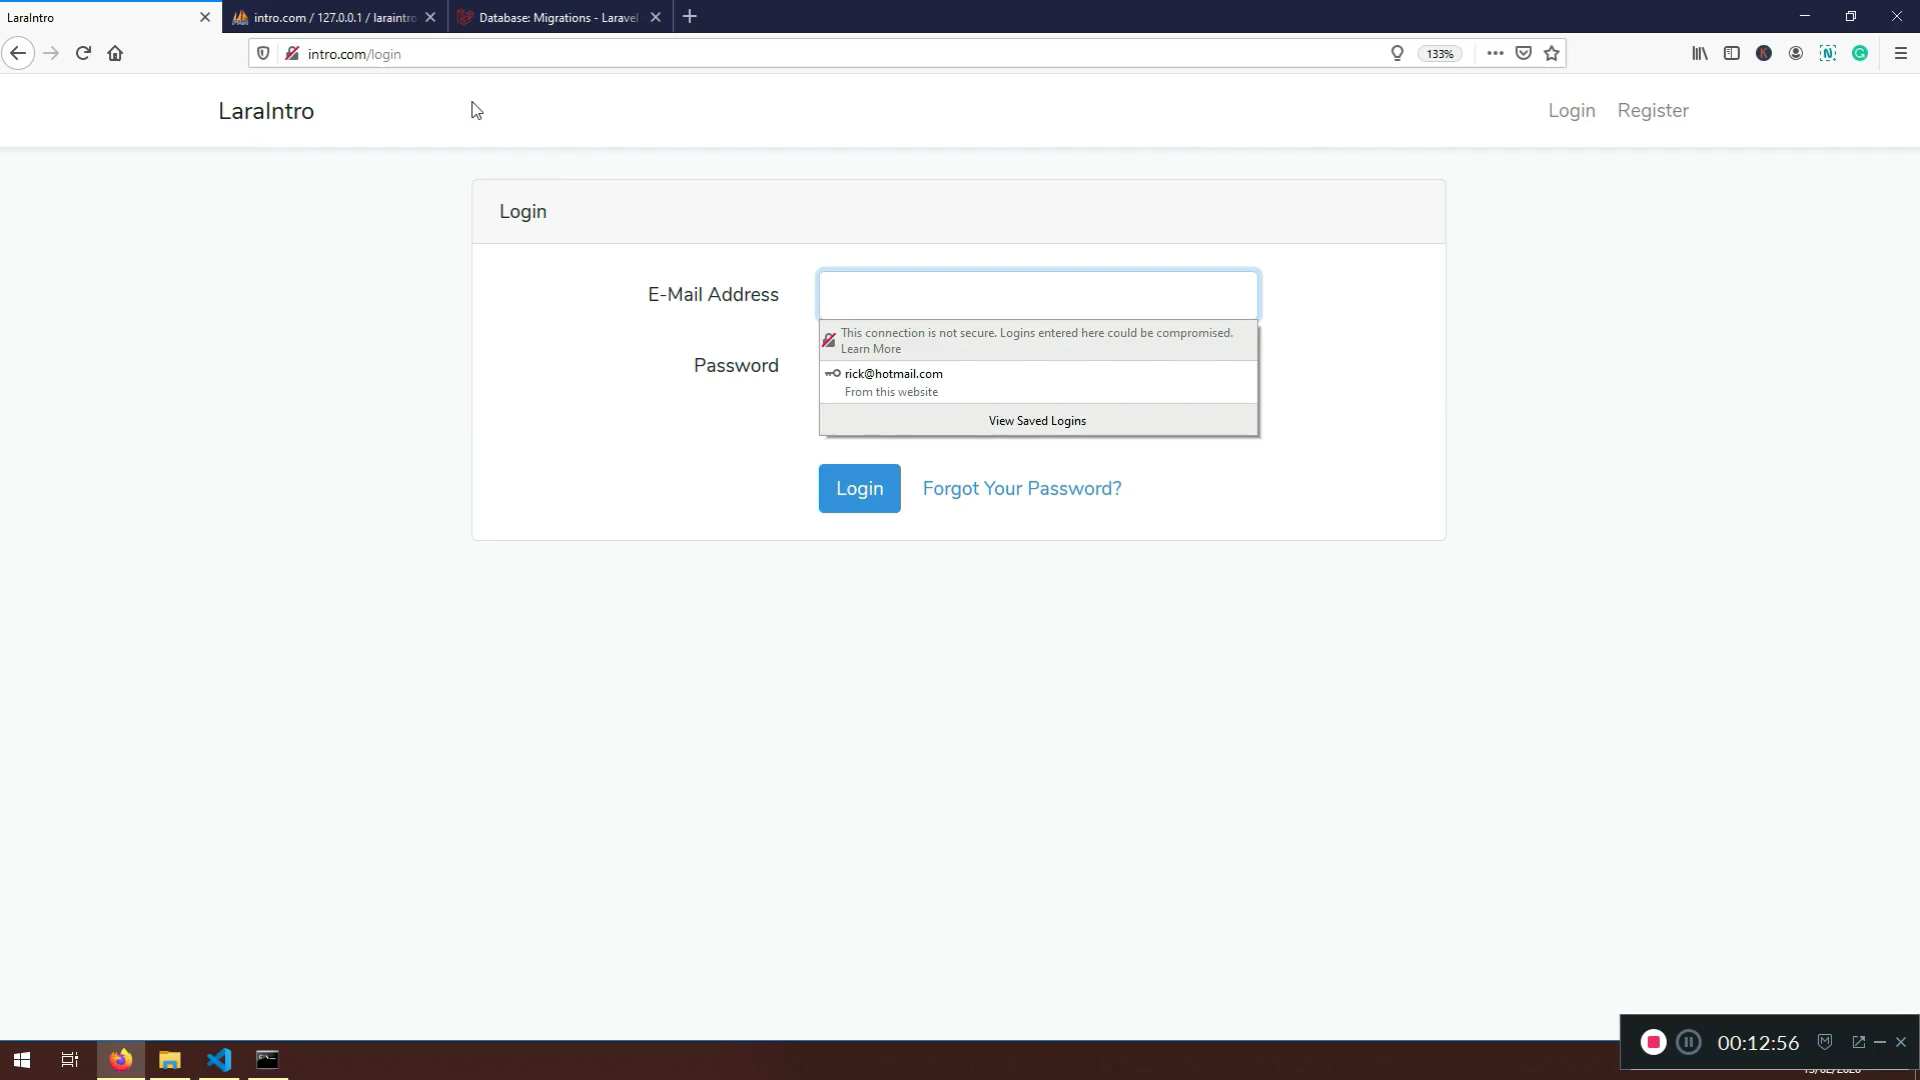 LaraIntro
intro.com / 127.0.0.1 / laraintro
Database: Migrations - Laravel
intro.com/login
133%
LaraIntro
Login
Register
Login
E-Mail Address
This connection is not secure. Logins entered here could be compromised.
Learn More
Password
rick@hotmail.com
From this website
View Saved Logins
Login
Forgot Your Password?
00:12:56